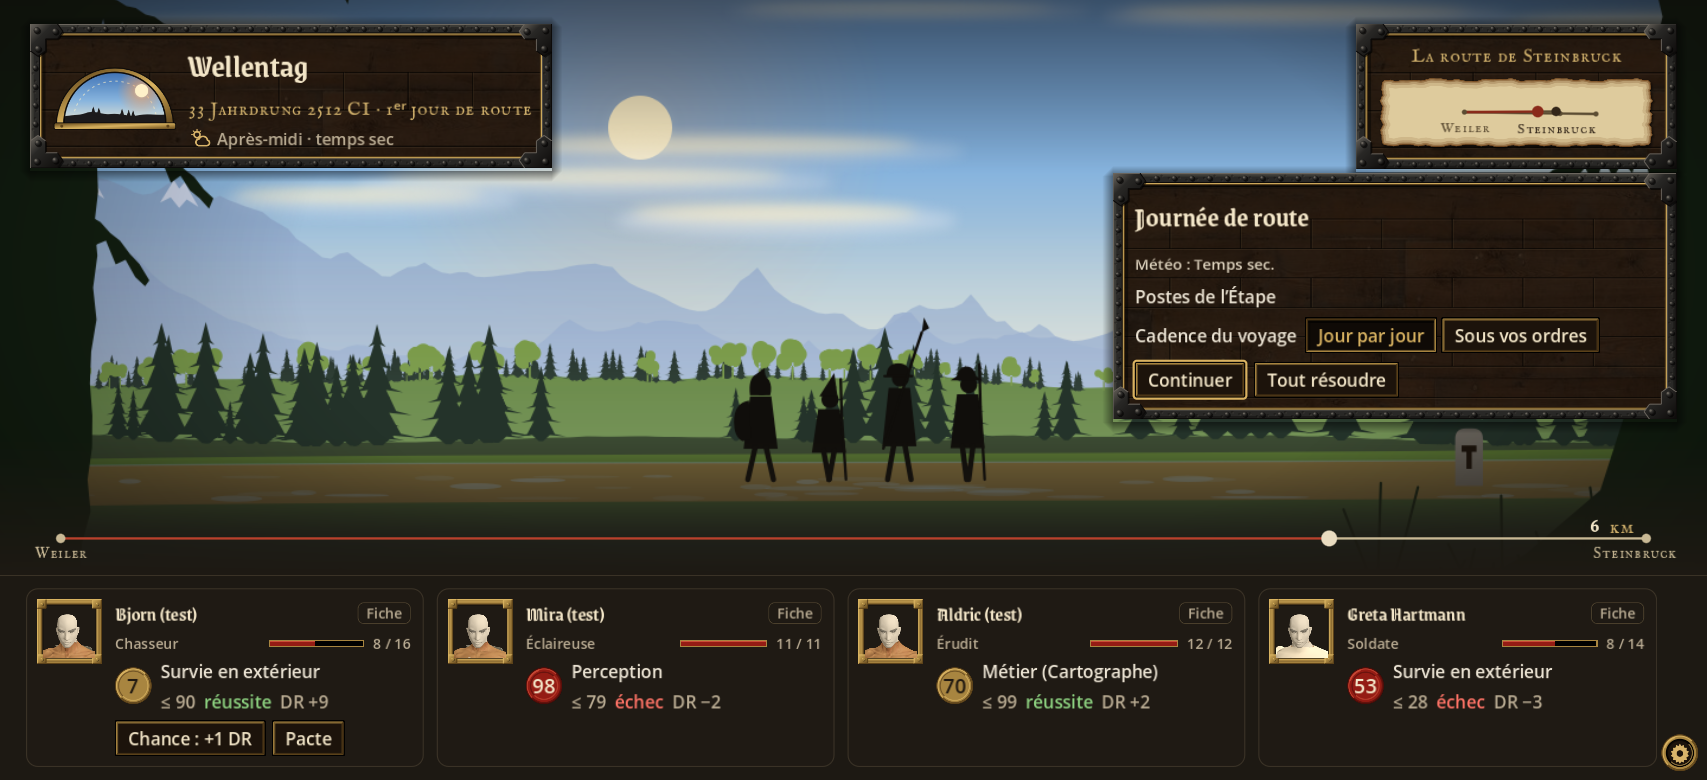 Wellentag
33 Jahrdrung 2512 CI · 1er jour de route
Après-midi · temps sec
La route de Steinbruck
Weiler Steinbruck
Journée de route
Météo : Temps sec.
Postes de l'Étape
Cadence du voyage Jour par jour Sous vos ordres
Continuer Tout résoudre
T
6 km
Weiler
Steinbruck
Bjorn (test) Fiche
Chasseur 8 / 16
7 Survie en extérieur
≤ 90 réussite DR +9
Chance : +1 DR Pacte
Mira (test) Fiche
Éclaireuse 11 / 11
98 Perception
≤ 79 échec DR −2
Aldric (test) Fiche
Érudit 12 / 12
70 Métier (Cartographe)
≤ 99 réussite DR +2
Greta Hartmann Fiche
Soldate 8 / 14
53 Survie en extérieur
≤ 28 échec DR −3